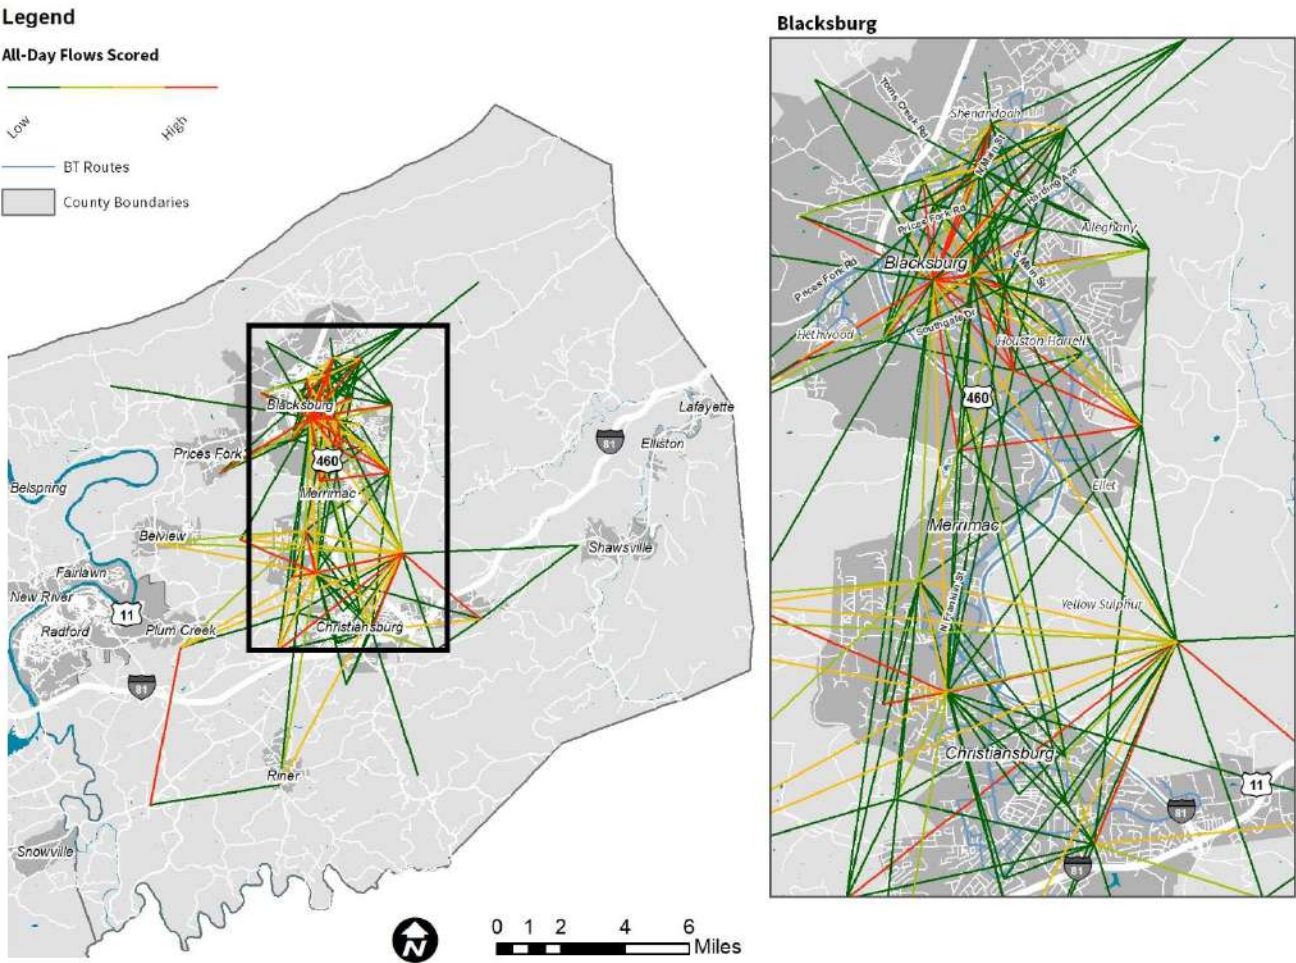 Legend
All-Day Flows Scored
Low
High
BT Routes
County Boundaries
Blacksburg
Prices Fork
460
Merrimac
Belspring
Belview
Fairlawn
New River
11
Radford
Plum Creek
81
Christiansburg
Riner
Snowville
Lafayette
81
Elliston
Shawsville
N
0 1 2 4 6
Miles
Blacksburg
Toms Creek Rd
Shenandoah
N Main St
Harding Ave
Prices Fork Rd
Alleghany
Blacksburg
S Main St
Prices Fork Rd
Hethwood
Southgate Dr
Houston Harrell
460
Ellet
Merrimac
N Franklin St
Yellow Sulphur
Christiansburg
11
81
81